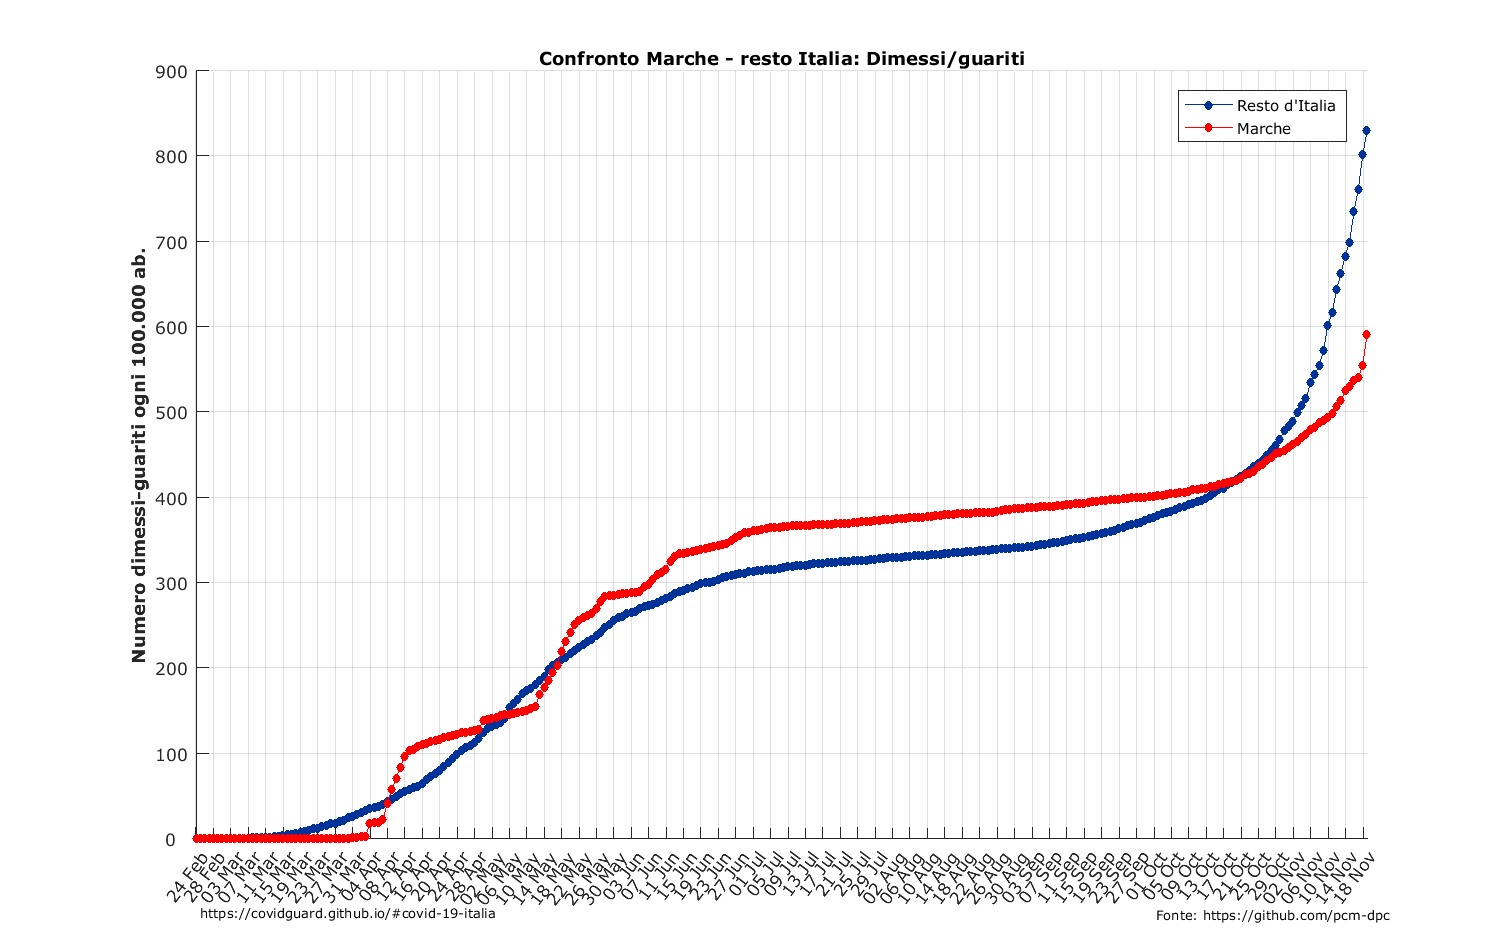 Confronto Marche - resto Italia: Dimessi/guariti
Resto d'Italia
Marche
Numero dimessi-guariti ogni 100.000 ab.
900
800
700
600
500
400
300
200
100
0
24 Feb
28 Feb
03 Mar
07 Mar
11 Mar
15 Mar
19 Mar
23 Mar
27 Mar
31 Mar
04 Apr
08 Apr
12 Apr
16 Apr
20 Apr
24 Apr
28 Apr
02 May
06 May
10 May
14 May
18 May
22 May
26 May
30 May
03 Jun
07 Jun
11 Jun
15 Jun
19 Jun
23 Jun
27 Jun
01 Jul
05 Jul
09 Jul
13 Jul
17 Jul
21 Jul
25 Jul
29 Jul
02 Aug
06 Aug
10 Aug
14 Aug
18 Aug
22 Aug
26 Aug
30 Aug
03 Sep
07 Sep
11 Sep
15 Sep
19 Sep
23 Sep
27 Sep
01 Oct
05 Oct
09 Oct
13 Oct
17 Oct
21 Oct
25 Oct
29 Oct
02 Nov
06 Nov
10 Nov
14 Nov
18 Nov
https://covidguard.github.io/#covid-19-italia
Fonte: https://github.com/pcm-dpc